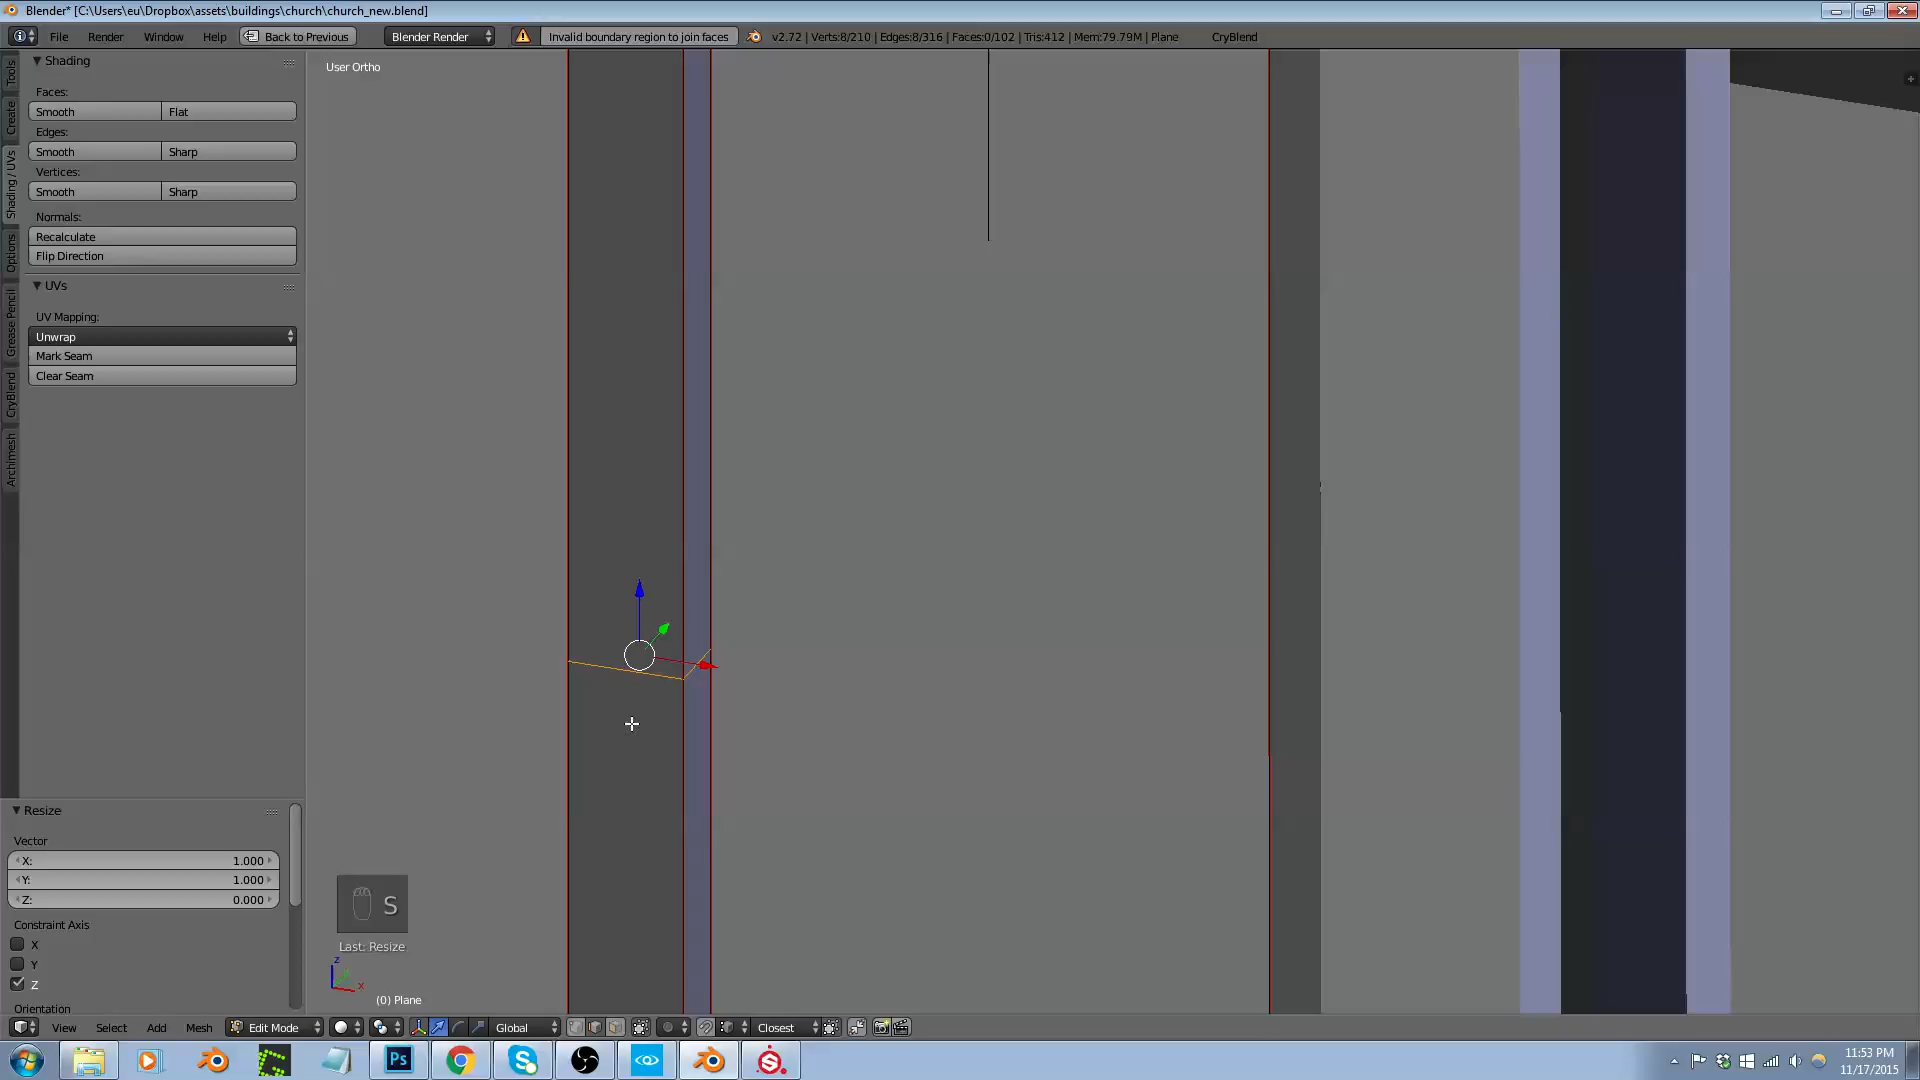 Blender* [C:\Users\eu\Dropbox\assets\buildings\church\church_new.blend]
File Render Window Help Back to Previous Blender Render Invalid boundary region to join faces v2.72 | Verts:8/210 | Edges:8/316 | Faces:0/102 | Tris:412 | Mem:79.79M | Plane CryBlend
Tools
Create
Shading / UVs
Options
Grease Pencil
CryBlend
Archimesh
Shading
Faces:
Smooth Flat
Edges:
Smooth Sharp
Vertices:
Smooth Sharp
Normals:
Recalculate
Flip Direction
UVs
UV Mapping:
Unwrap
Mark Seam
Clear Seam
User Ortho
Resize
Vector
X: 1.000
Y: 1.000
Z: 0.000
Constraint Axis
X
Y
Z
Orientation
S
Last: Resize
z
x
(0) Plane
View Select Add Mesh Edit Mode Global Closest
Ps
11:53 PM
11/17/2015